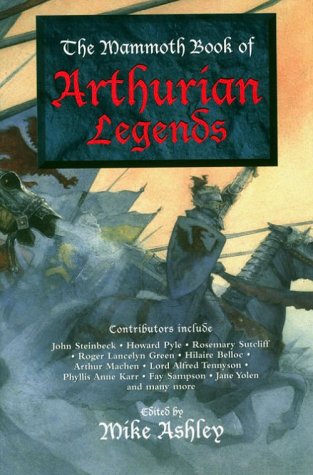 The Mammoth Book of
Arthurian
Legends
Contributors include
John Steinbeck • Howard Pyle • Rosemary Sutcliff
• Roger Lancelyn Green • Hilaire Belloc •
Arthur Machen • Lord Alfred Tennyson •
Phyllis Anne Karr • Fay Sampson • Jane Yolen
and many more
Edited by
Mike Ashley